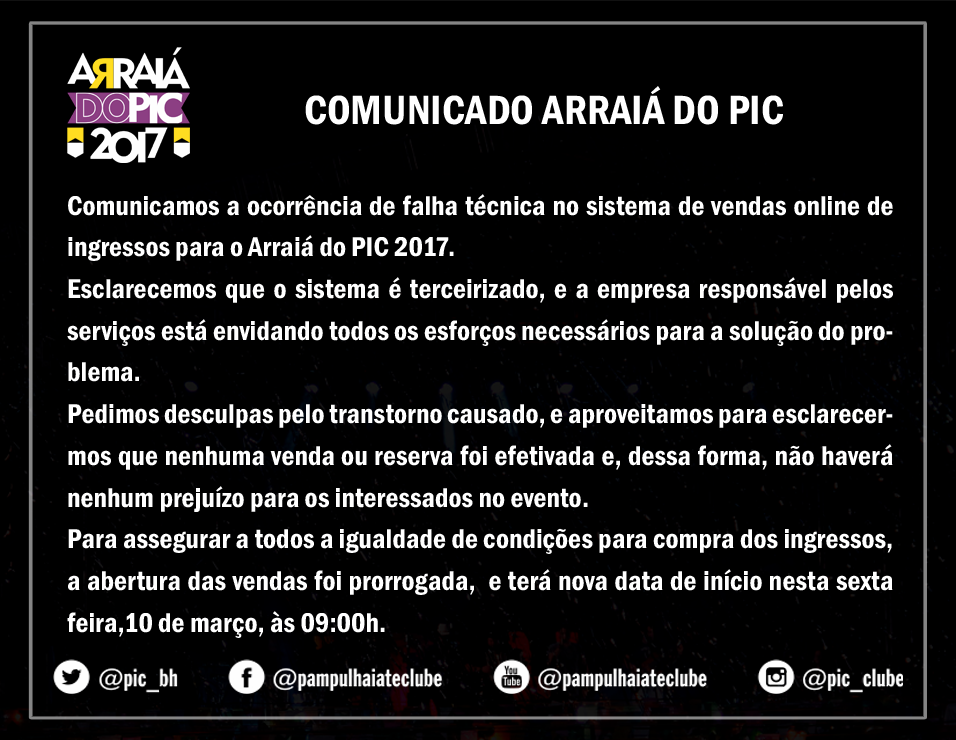 ARRAIÁ
DO PIC
2017
COMUNICADO ARRAIÁ DO PIC
Comunicamos a ocorrência de falha técnica no sistema de vendas online de
ingressos para o Arraiá do PIC 2017.
Esclarecemos que o sistema é terceirizado, e a empresa responsável pelos
serviços está envidando todos os esforços necessários para a solução do pro-
blema.
Pedimos desculpas pelo transtorno causado, e aproveitamos para esclarecer-
mos que nenhuma venda ou reserva foi efetivada e, dessa forma, não haverá
nenhum prejuízo para os interessados no evento.
Para assegurar a todos a igualdade de condições para compra dos ingressos,
a abertura das vendas foi prorrogada,  e terá nova data de início nesta sexta
feira,10 de março, às 09:00h.
@pic_bh @pampulhaiateclube You Tube @pampulhaiateclube @pic_clube